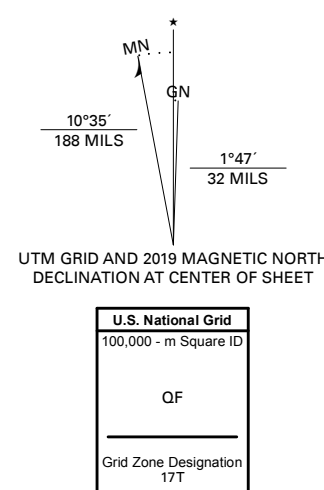 MN
GN
10°35´
188 MILS
1°47´
32 MILS
UTM GRID AND 2019 MAGNETIC NORTH
DECLINATION AT CENTER OF SHEET
U.S. National Grid
100,000 - m Square ID
QF
Grid Zone Designation
17T